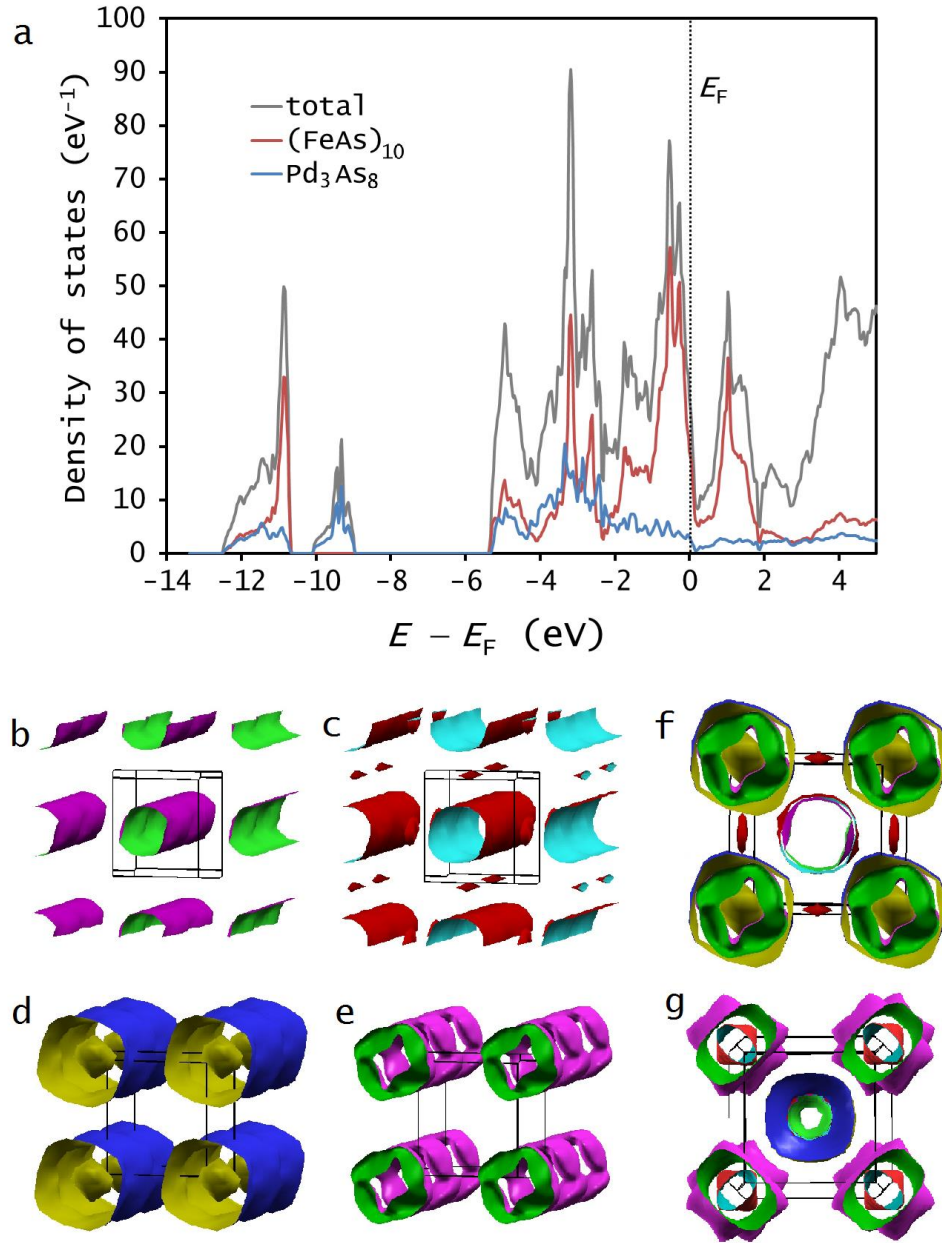 a
100
90
80
70
60
50
40
30
20
10
0
Density of states (eV⁻¹)
total
(FeAs)₁₀
Pd₃As₈
E_F
−14
−12
−10
−8
−6
−4
−2
0
2
4
E − E_F (eV)
b
c
f
d
e
g